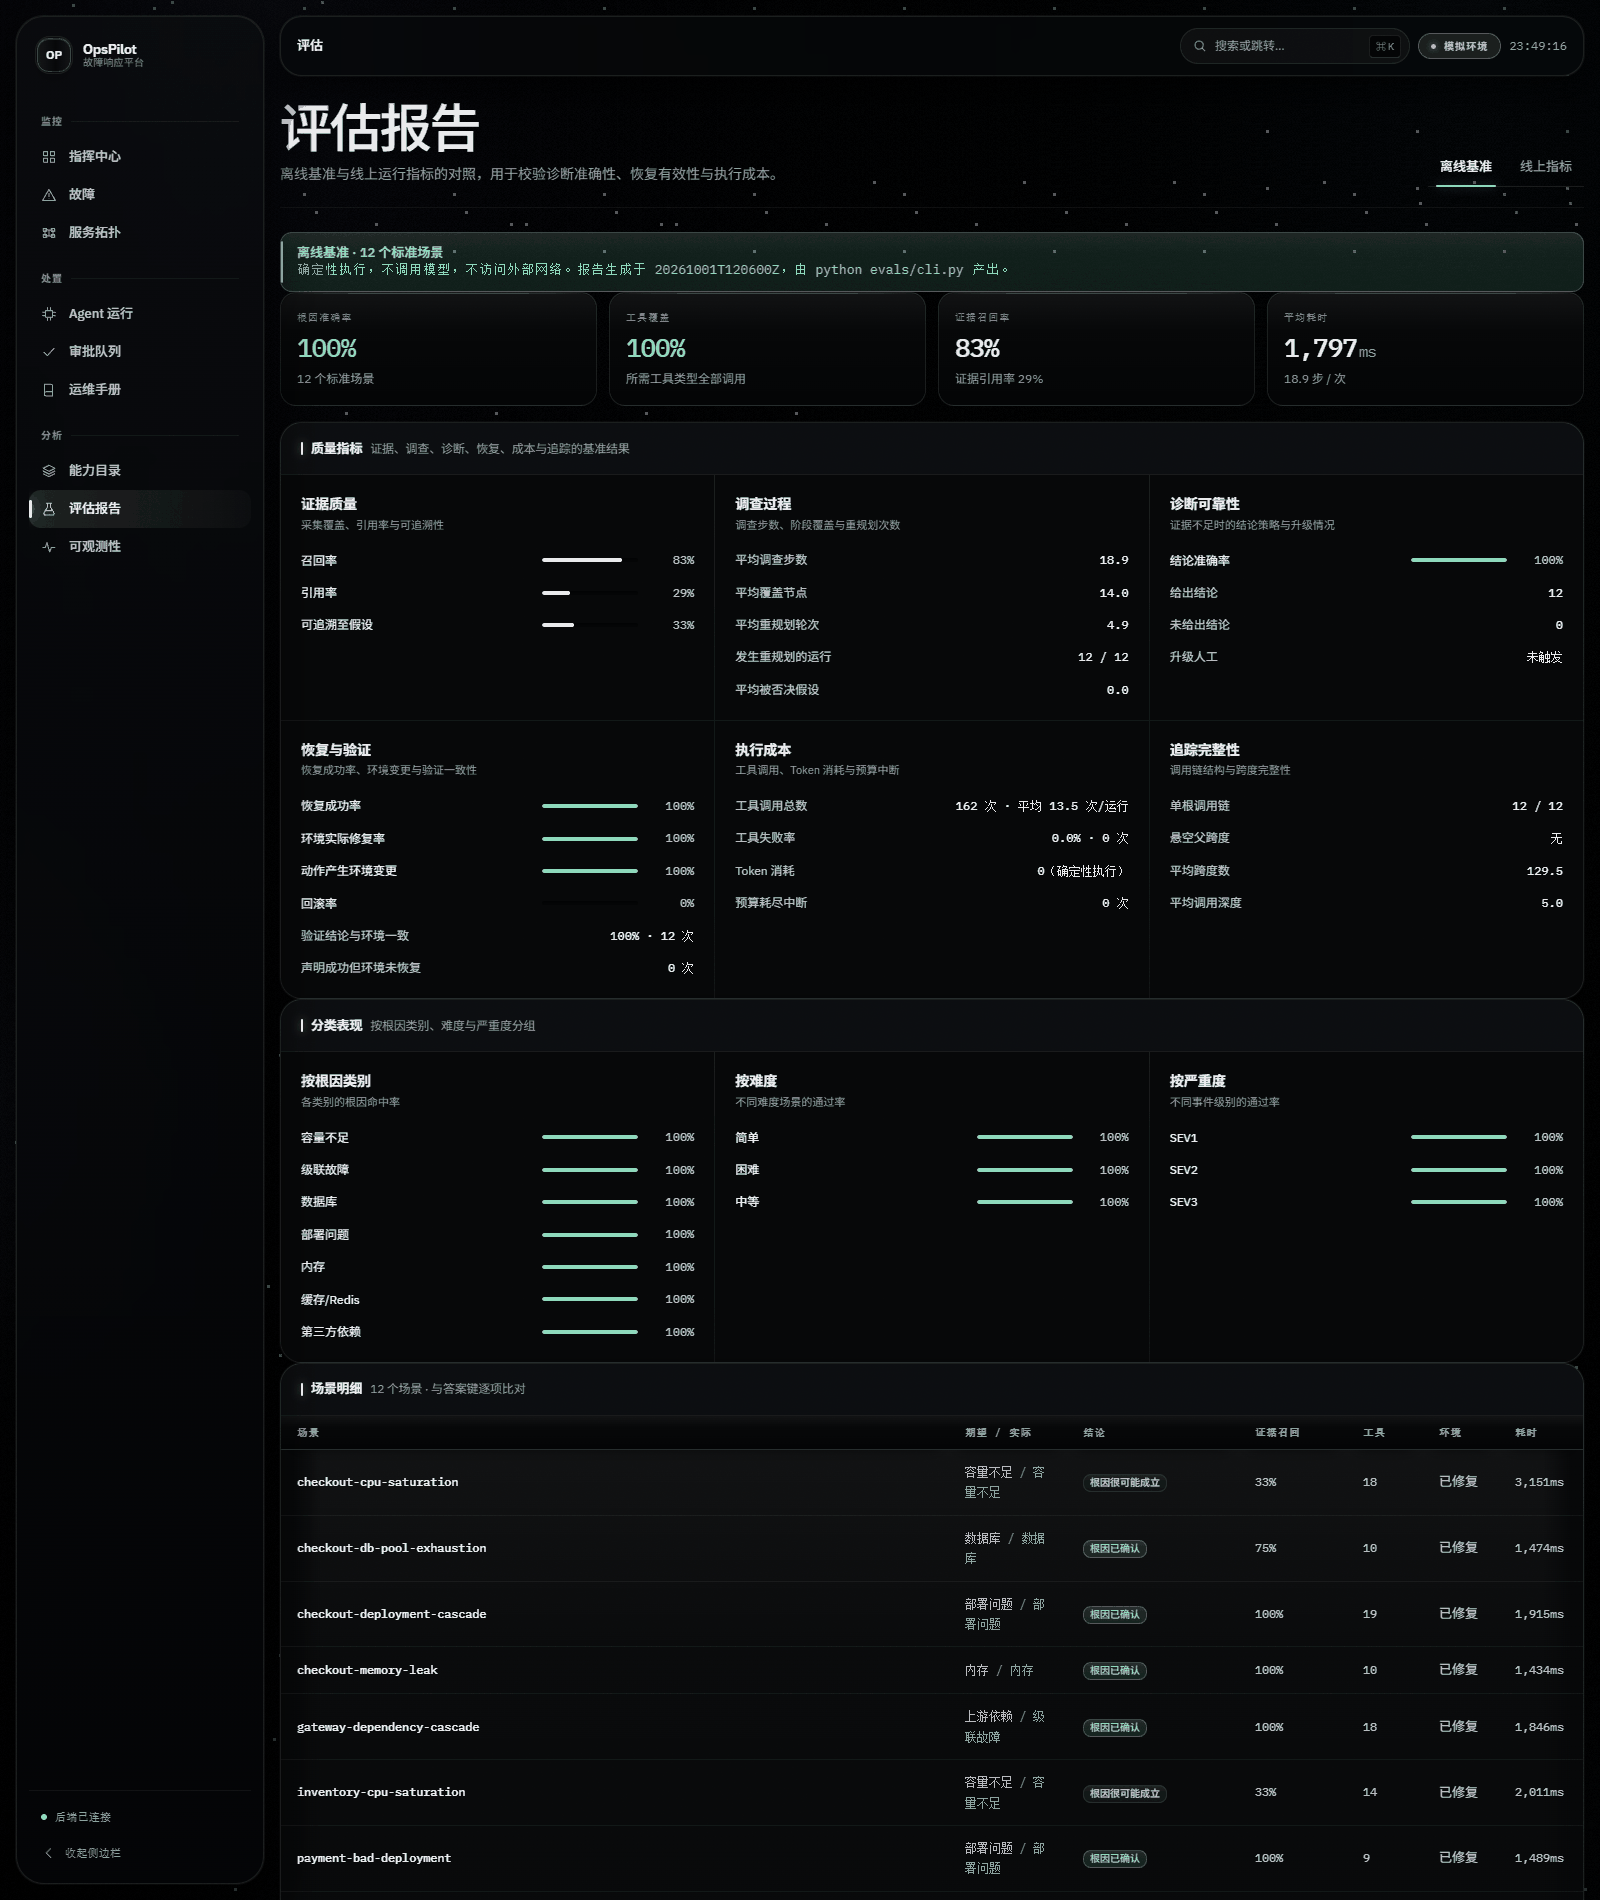 OP
OpsPilot
故障响应平台
监控
指挥中心
故障
服务拓扑
处置
Agent 运行
审批队列
运维手册
分析
能力目录
评估报告
可观测性
后端已连接
收起侧边栏
评估
搜索或跳转...
⌘K
模拟环境
23:49:16
评估报告
离线基准与线上运行指标的对照，用于校验诊断准确性、恢复有效性与执行成本。
离线基准
线上指标
离线基准 · 12 个标准场景
确定性执行，不调用模型，不访问外部网络。报告生成于 20261001T120600Z，由 python evals/cli.py 产出。
根因准确率
100%
12 个标准场景
工具覆盖
100%
所需工具类型全部调用
证据召回率
83%
证据引用率 29%
平均耗时
1,797ms
18.9 步 / 次
质量指标 证据、调查、诊断、恢复、成本与追踪的基准结果
证据质量
采集覆盖、引用率与可追溯性
召回率 83%
引用率 29%
可追溯至假设 33%
调查过程
调查步数、阶段覆盖与重规划次数
平均调查步数 18.9
平均覆盖节点 14.0
平均重规划轮次 4.9
发生重规划的运行 12 / 12
平均被否决假设 0.0
诊断可靠性
证据不足时的结论策略与升级情况
结论准确率 100%
给出结论 12
未给出结论 0
升级人工 未触发
恢复与验证
恢复成功率、环境变更与验证一致性
恢复成功率 100%
环境实际修复率 100%
动作产生环境变更 100%
回滚率 0%
验证结论与环境一致 100% · 12 次
声明成功但环境未恢复 0 次
执行成本
工具调用、Token 消耗与预算中断
工具调用总数 162 次 · 平均 13.5 次/运行
工具失败率 0.0% · 0 次
Token 消耗 0（确定性执行）
预算耗尽中断 0 次
追踪完整性
调用链结构与跨度完整性
单根调用链 12 / 12
悬空父跨度 无
平均跨度数 129.5
平均调用深度 5.0
分类表现 按根因类别、难度与严重度分组
按根因类别
各类别的根因命中率
容量不足 100%
级联故障 100%
数据库 100%
部署问题 100%
内存 100%
缓存/Redis 100%
第三方依赖 100%
按难度
不同难度场景的通过率
简单 100%
困难 100%
中等 100%
按严重度
不同事件级别的通过率
SEV1 100%
SEV2 100%
SEV3 100%
场景明细 12 个场景 · 与答案键逐项比对
场景 期望 / 实际 结论 证据召回 工具 环境 耗时
checkout-cpu-saturation 容量不足 / 容量不足 根因很可能成立 33% 18 已修复 3,151ms
checkout-db-pool-exhaustion 数据库 / 数据库 根因已确认 75% 10 已修复 1,474ms
checkout-deployment-cascade 部署问题 / 部署问题 根因已确认 100% 19 已修复 1,915ms
checkout-memory-leak 内存 / 内存 根因已确认 100% 10 已修复 1,434ms
gateway-dependency-cascade 上游依赖 / 级联故障 根因已确认 100% 18 已修复 1,846ms
inventory-cpu-saturation 容量不足 / 容量不足 根因很可能成立 33% 14 已修复 2,011ms
payment-bad-deployment 部署问题 / 部署问题 根因已确认 100% 9 已修复 1,489ms